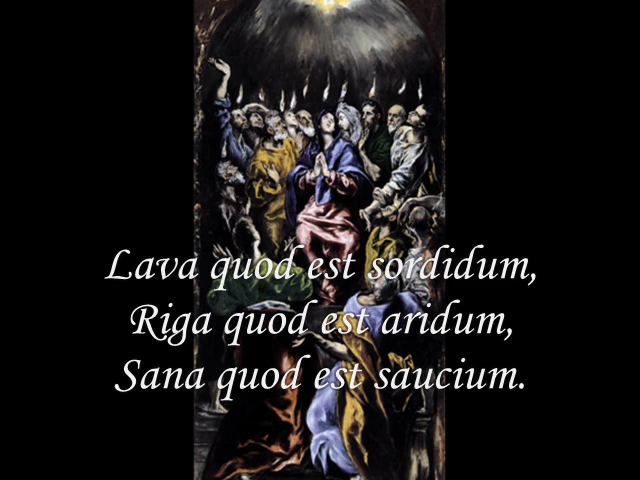 Lava quod est sordidum,
Riga quod est aridum,
Sana quod est saucium.